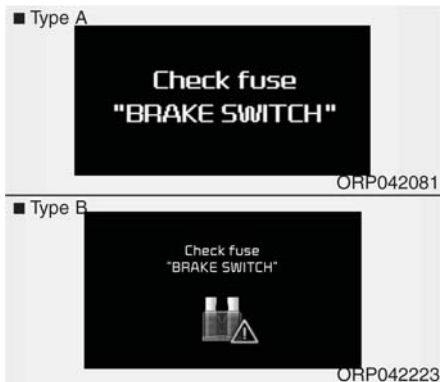 ■ Type A
Check fuse
"BRAKE SWITCH"
ORP042081
■ Type B
Check fuse
"BRAKE SWITCH"
ORP042223